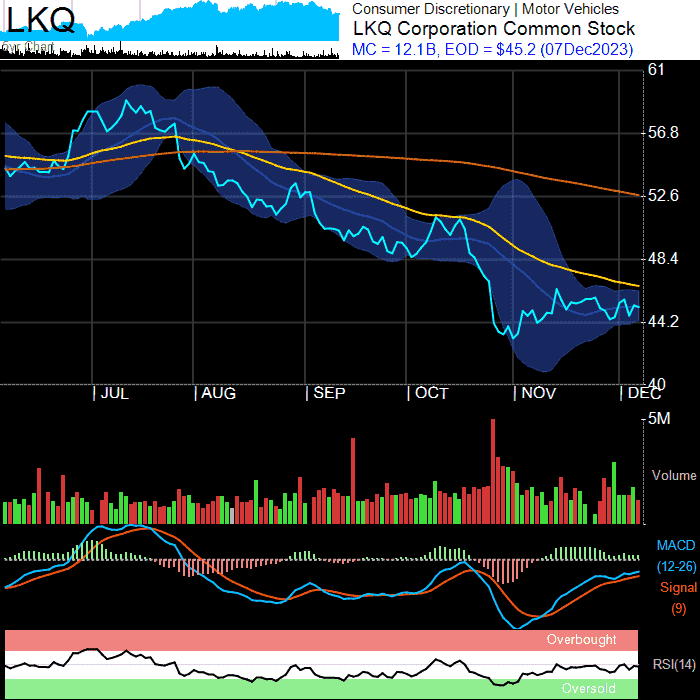 LKQ
5yr Chart
Consumer Discretionary | Motor Vehicles
LKQ Corporation Common Stock
MC = 12.1B, EOD = $45.2 (07Dec2023)
61
56.8
52.6
48.4
44.2
40
| JUL
| AUG
| SEP
| OCT
| NOV
| DEC
5M
Volume
MACD
(12-26)
Signal
(9)
Overbought
RSI(14)
Oversold